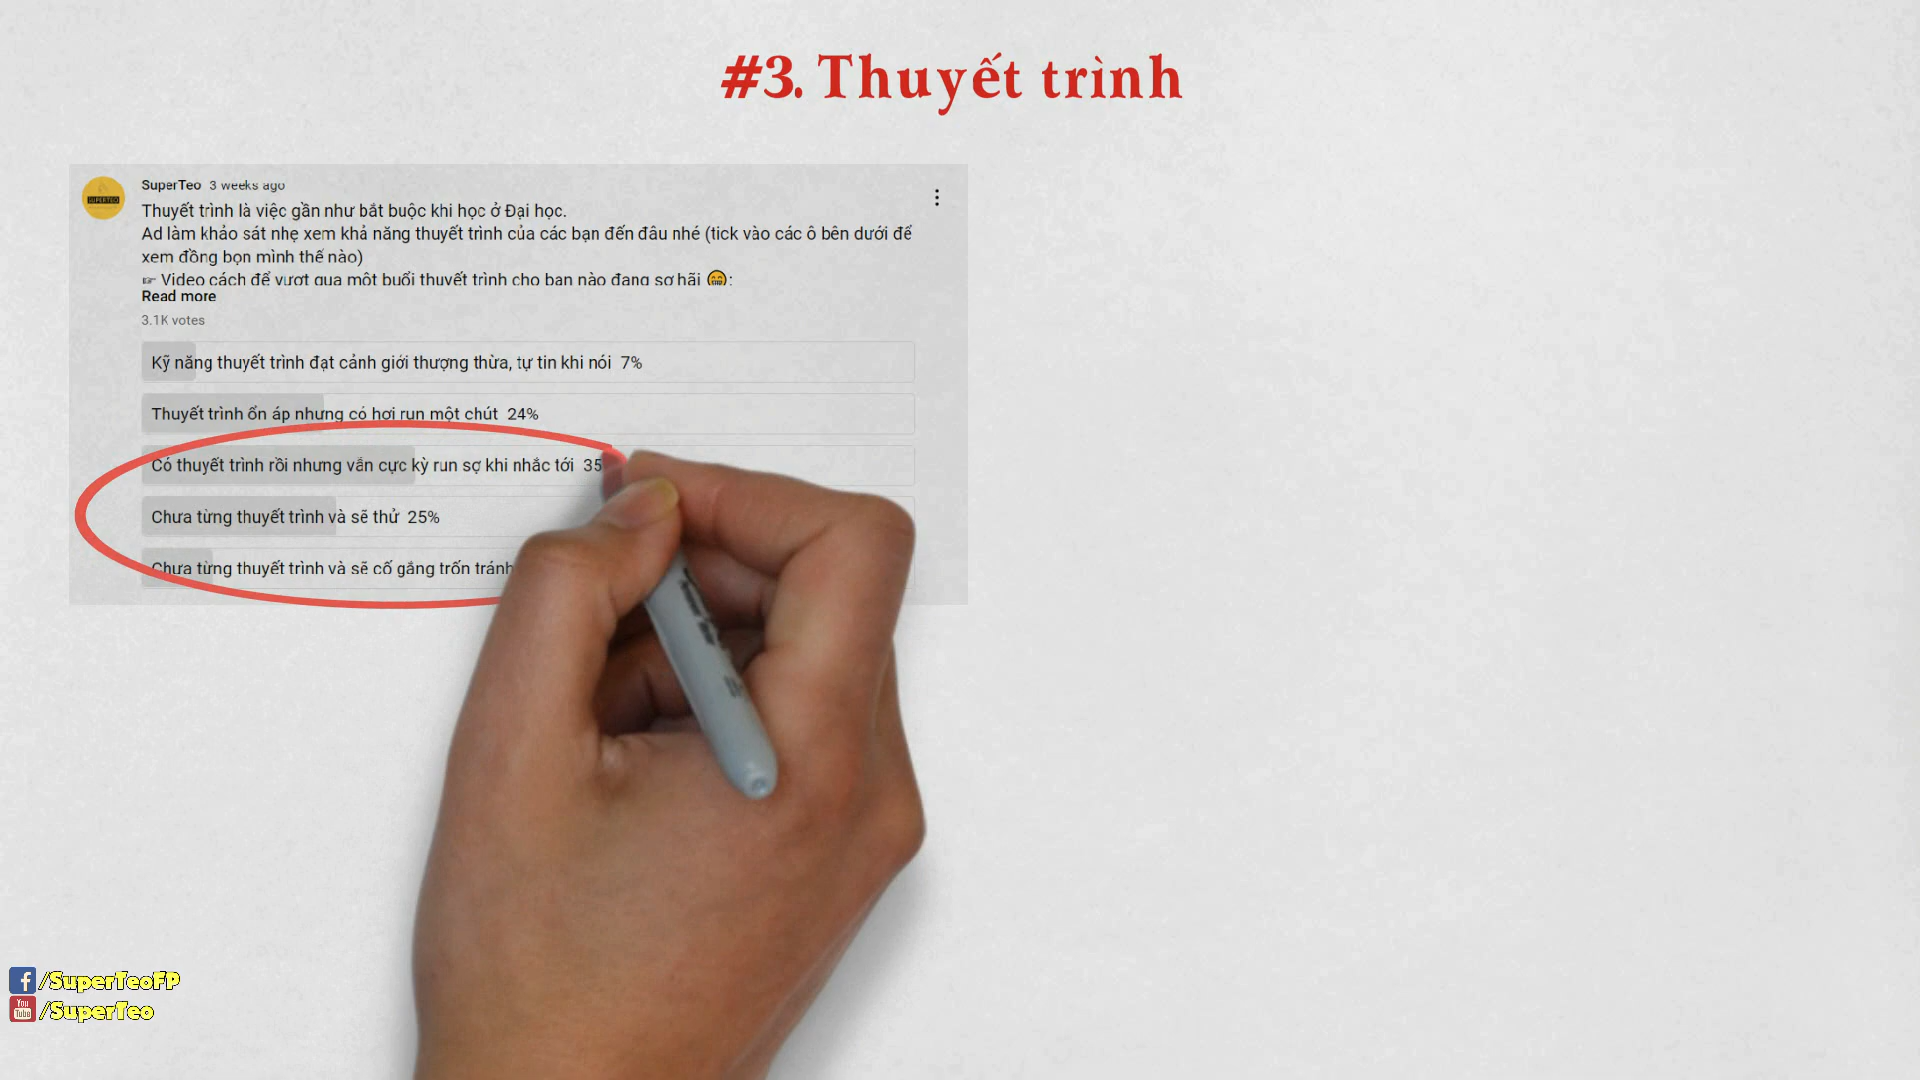 #3. Thuyết trình
SuperTeo 3 weeks ago
Thuyết trình là việc gần như bắt buộc khi học ở Đại học.
Ad làm khảo sát nhẹ xem khả năng thuyết trình của các bạn đến đâu nhé (tick vào các ô bên dưới để
xem đồng bọn mình thế nào)
☞ Video cách để vượt qua một buổi thuyết trình cho bạn nào đang sợ hãi 😁:
Read more
3.1K votes
Kỹ năng thuyết trình đạt cảnh giới thượng thừa, tự tin khi nói 7%
Thuyết trình ổn áp nhưng có hơi run một chút 24%
Có thuyết trình rồi nhưng vẫn cực kỳ run sợ khi nhắc tới 35
Chưa từng thuyết trình và sẽ thử 25%
Chưa từng thuyết trình và sẽ cố gắng trốn tránh
/SuperTeoFP
You Tube /SuperTeo